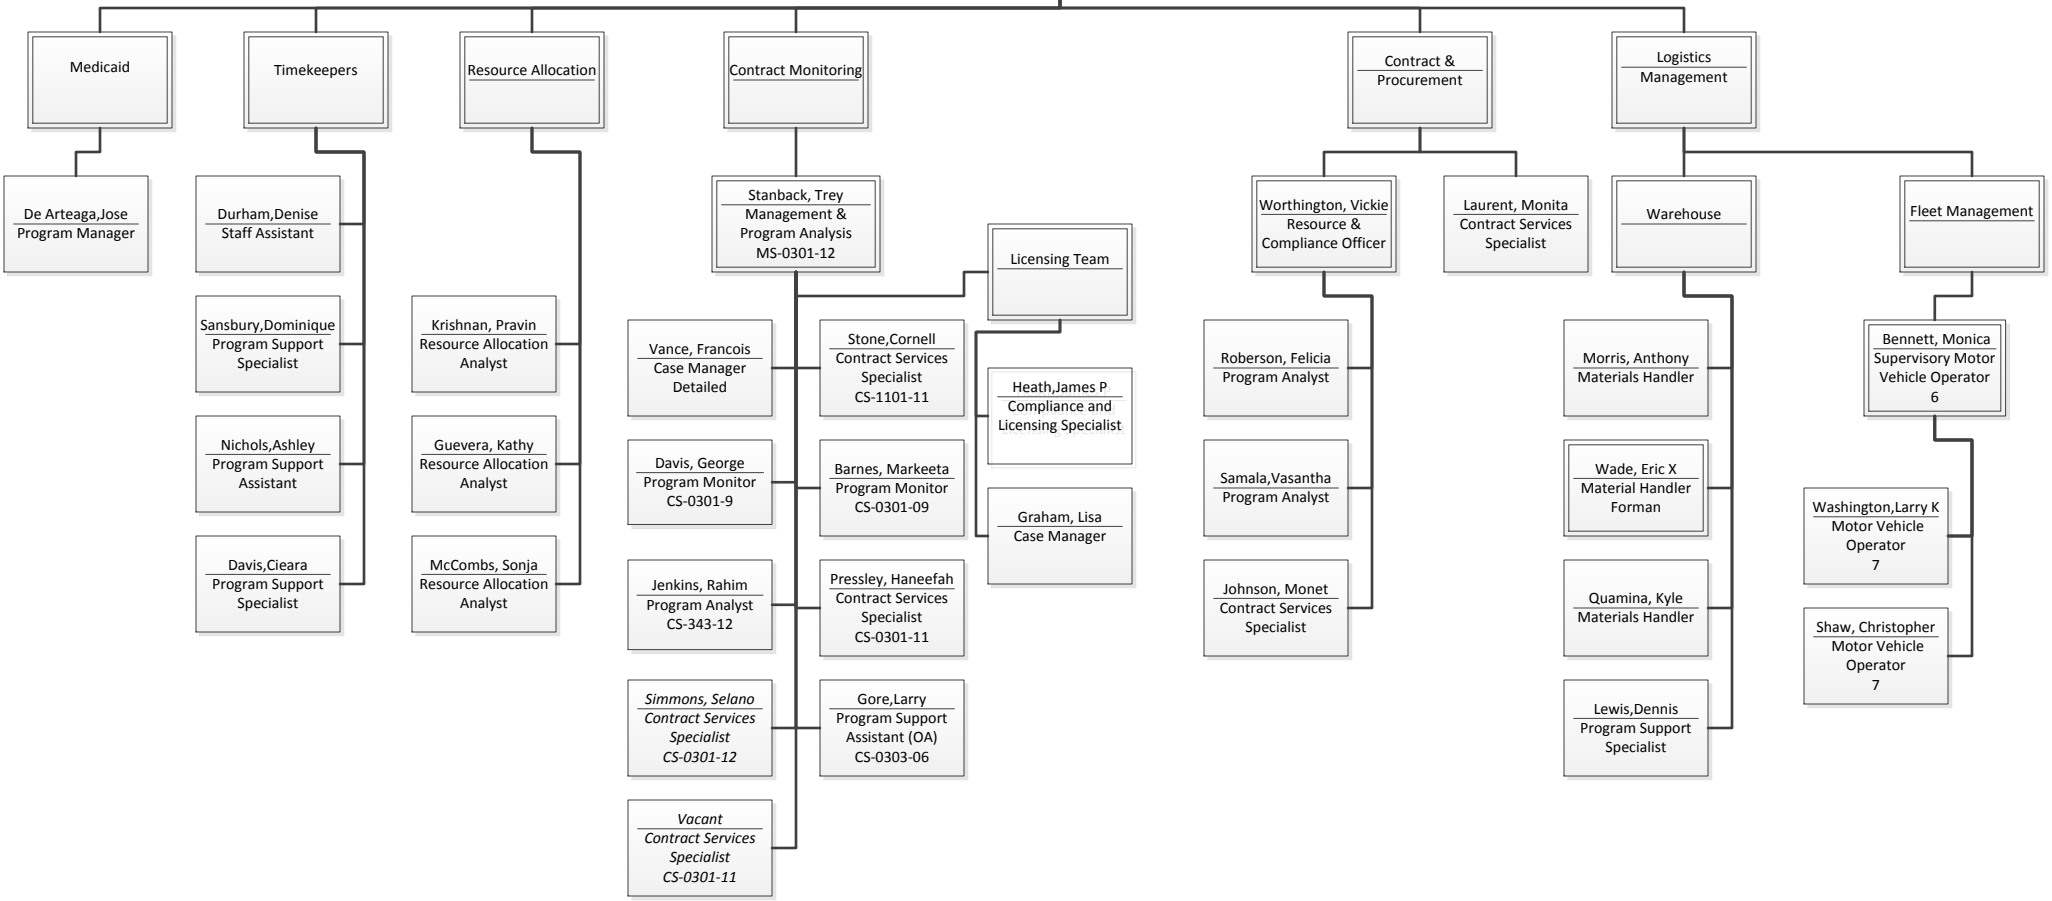 Medicaid
Timekeepers
Resource Allocation
Contract Monitoring
Contract &
Procurement
Logistics
Management
De Arteaga,Jose
Program Manager
Durham,Denise
Staff Assistant
Sansbury,Dominique
Program Support
Specialist
Nichols,Ashley
Program Support
Assistant
Davis,Cieara
Program Support
Specialist
Krishnan, Pravin
Resource Allocation
Analyst
Guevera, Kathy
Resource Allocation
Analyst
McCombs, Sonja
Resource Allocation
Analyst
Stanback, Trey
Management &
Program Analysis
MS-0301-12
Vance, Francois
Case Manager
Detailed
Stone,Cornell
Contract Services
Specialist
CS-1101-11
Davis, George
Program Monitor
CS-0301-9
Barnes, Markeeta
Program Monitor
CS-0301-09
Jenkins, Rahim
Program Analyst
CS-343-12
Pressley, Haneefah
Contract Services
Specialist
CS-0301-11
Simmons, Selano
Contract Services
Specialist
CS-0301-12
Gore,Larry
Program Support
Assistant (OA)
CS-0303-06
Vacant
Contract Services
Specialist
CS-0301-11
Licensing Team
Heath,James P
Compliance and
Licensing Specialist
Graham, Lisa
Case Manager
Worthington, Vickie
Resource &
Compliance Officer
Laurent, Monita
Contract Services
Specialist
Roberson, Felicia
Program Analyst
Samala,Vasantha
Program Analyst
Johnson, Monet
Contract Services
Specialist
Warehouse
Morris, Anthony
Materials Handler
Wade, Eric X
Material Handler
Forman
Quamina, Kyle
Materials Handler
Lewis,Dennis
Program Support
Specialist
Fleet Management
Bennett, Monica
Supervisory Motor
Vehicle Operator
6
Washington,Larry K
Motor Vehicle
Operator
7
Shaw, Christopher
Motor Vehicle
Operator
7